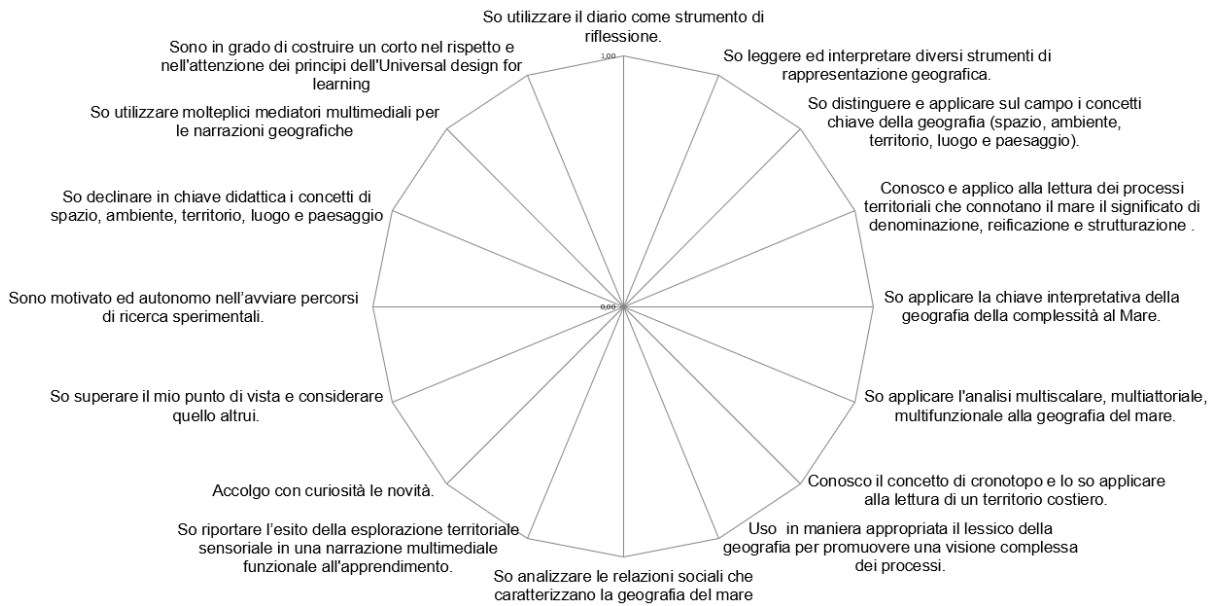 So utilizzare il diario come strumento di
riflessione.
1,00
So leggere ed interpretare diversi strumenti di
rappresentazione geografica.
So distinguere e applicare sul campo i concetti
chiave della geografia (spazio, ambiente,
territorio, luogo e paesaggio).
Conosco e applico alla lettura dei processi
territoriali che connotano il mare il significato di
denominazione, reificazione e strutturazione .
So applicare la chiave interpretativa della
geografia della complessità al Mare.
So applicare l'analisi multiscalare, multiattoriale,
multifunzionale alla geografia del mare.
Conosco il concetto di cronotopo e lo so applicare
alla lettura di un territorio costiero.
Uso  in maniera appropriata il lessico della
geografia per promuovere una visione complessa
dei processi.
So analizzare le relazioni sociali che
caratterizzano la geografia del mare
So riportare l’esito della esplorazione territoriale
sensoriale in una narrazione multimediale
funzionale all'apprendimento.
Accolgo con curiosità le novità.
So superare il mio punto di vista e considerare
quello altrui.
Sono motivato ed autonomo nell’avviare percorsi
di ricerca sperimentali.
So declinare in chiave didattica i concetti di
spazio, ambiente, territorio, luogo e paesaggio
So utilizzare molteplici mediatori multimediali per
le narrazioni geografiche
Sono in grado di costruire un corto nel rispetto e
nell'attenzione dei principi dell'Universal design for
learning
0,00